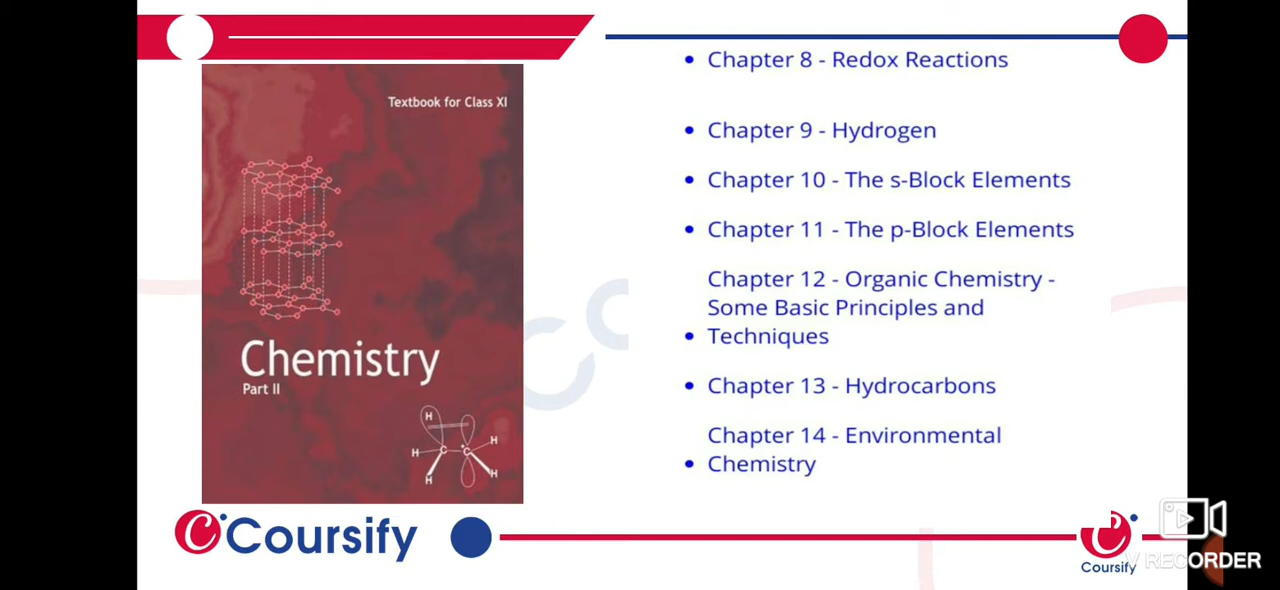 Textbook for Class XI
Chemistry
Part II
H
H
C
C
H
H
H
• Chapter 8 - Redox Reactions
• Chapter 9 - Hydrogen
• Chapter 10 - The s-Block Elements
• Chapter 11 - The p-Block Elements
Chapter 12 - Organic Chemistry -
Some Basic Principles and
• Techniques
• Chapter 13 - Hydrocarbons
Chapter 14 - Environmental
• Chemistry
Coursify
Coursify
V RECORDER